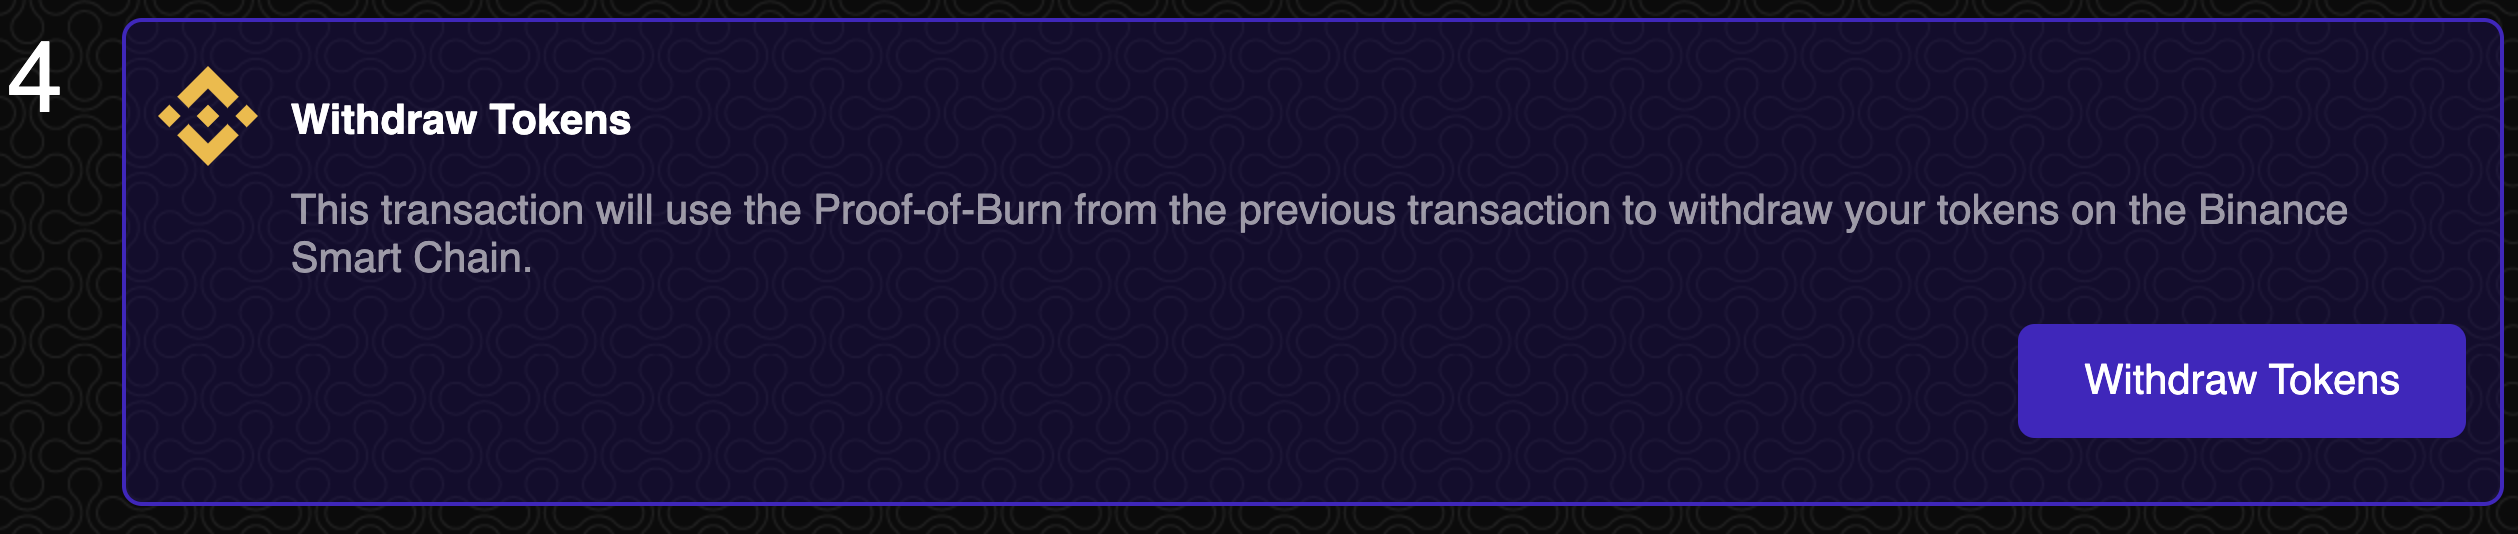 4
Withdraw Tokens
This transaction will use the Proof-of-Burn from the previous transaction to withdraw your tokens on the Binance
Smart Chain.
Withdraw Tokens